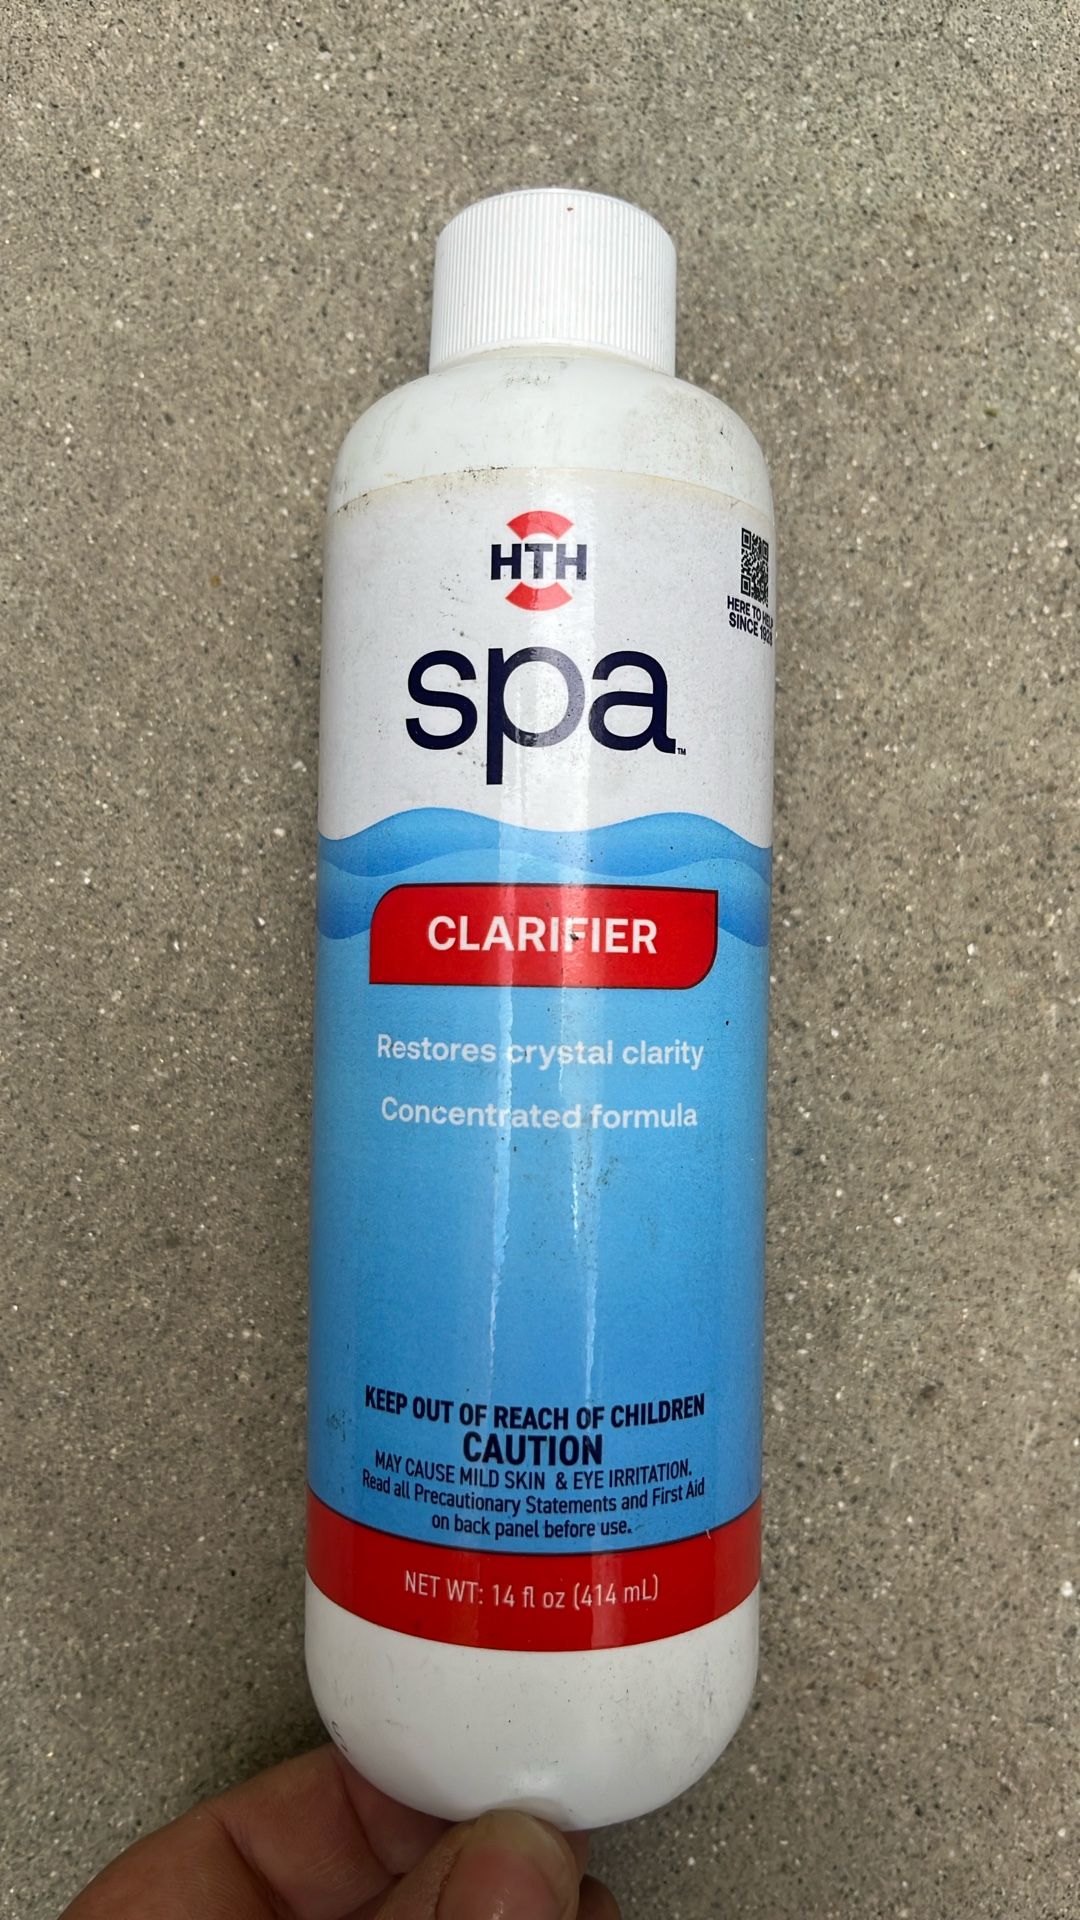 HTH
HERE TO HELP
SINCE 1928
spa™
CLARIFIER
Restores crystal clarity
Concentrated formula
KEEP OUT OF REACH OF CHILDREN
CAUTION
MAY CAUSE MILD SKIN & EYE IRRITATION.
Read all Precautionary Statements and First Aid
on back panel before use.
NET WT: 14 fl oz (414 mL)